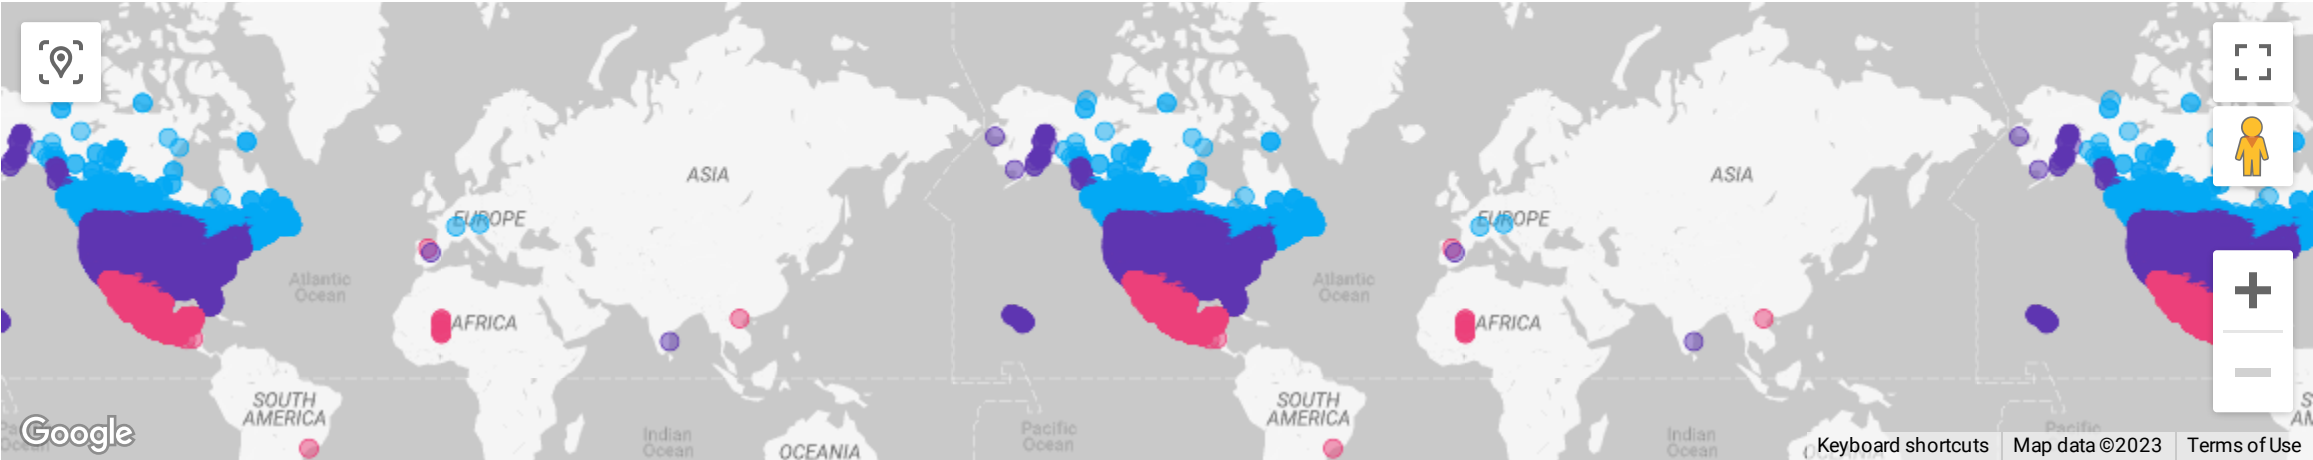 ASIA
ASIA
EUROPE
EUROPE
Atlantic
Ocean
Atlantic
Ocean
AFRICA
AFRICA
SOUTH
AMERICA
SOUTH
AMERICA
Google
Indian
Ocean
OCEANIA
Pacific
Ocean
Indian
Ocean
Pacific
Keyboard shortcuts
Map data ©2023
Terms of Use